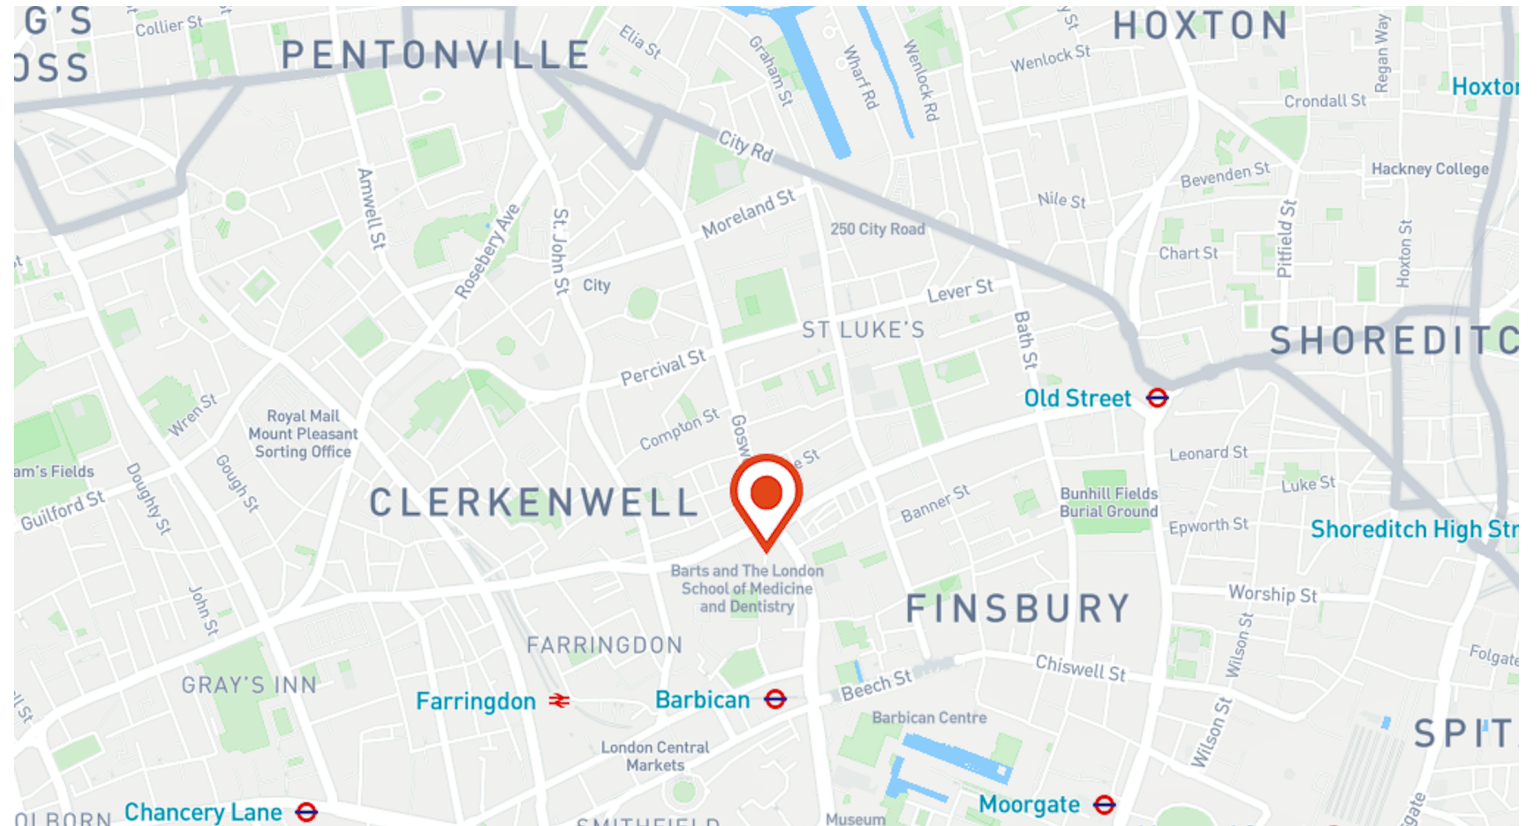 G'S
OSS
Collier St
PENTONVILLE
Elia St
Graham St
Wharf Rd
Wenlock Rd
Wenlock St
HOXTON
Regan Way
Crondall St
Hoxton
City Rd
Amwell St
Rosebery Ave
St. John St
City
Moreland St
250 City Road
Nile St
Bevenden St
Hackney College
Chart St
Pitfield St
Hoxton St
Lever St
ST LUKE'S
Bath St
SHOREDITC
Percival St
Old Street
Wren St
Royal Mail
Mount Pleasant
Sorting Office
Compton St
Gosw
e St
Leonard St
am's Fields
Guilford St
Doughty St
Gough St
CLERKENWELL
Banner St
Bunhill Fields
Burial Ground
Luke St
Epworth St
Shoreditch High Str
Barts and The London
School of Medicine
and Dentistry
John St
FINSBURY
Worship St
Wilson St
FARRINGDON
GRAY'S INN
Chiswell St
Folgate
Farringdon
Barbican
Beech St
Barbican Centre
Wilson St
London Central
Markets
SPIT
Chancery Lane
Moorgate
OLBORN
SMITHFIELD
Museum
gate